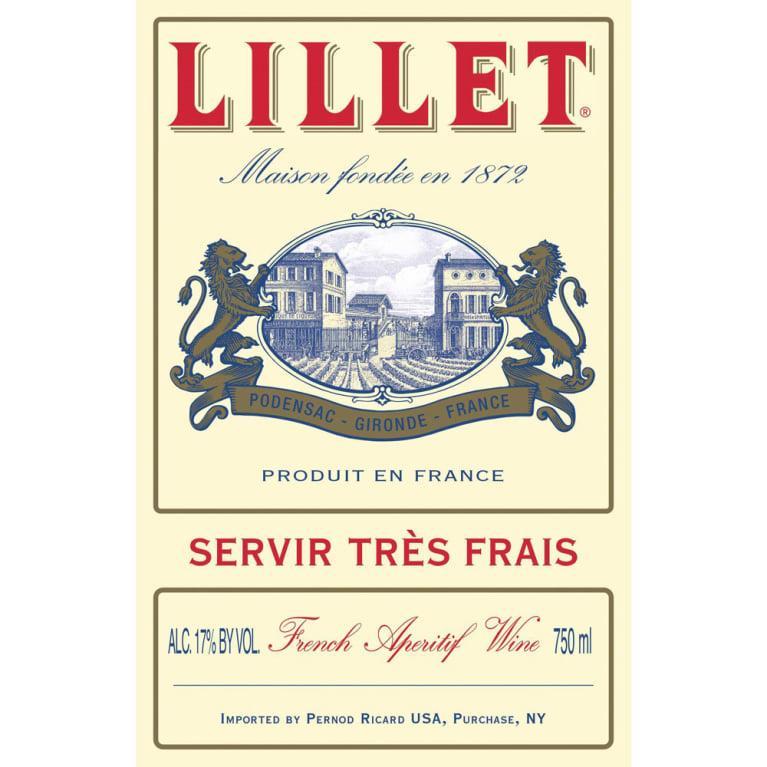 LILLET®
Maison fondée en 1872
PODENSAC - GIRONDE - FRANCE
PRODUIT EN FRANCE
SERVIR TRÈS FRAIS
ALC. 17% BY VOL. French Aperitif Wine 750 ml
IMPORTED BY PERNOD RICARD USA, PURCHASE, NY